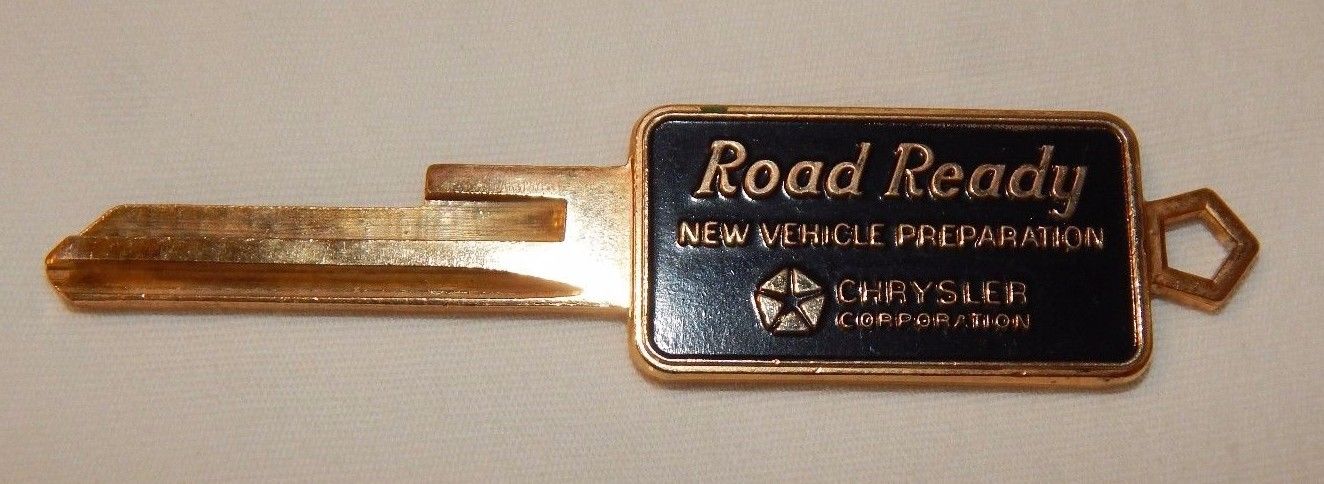 Road Ready
NEW VEHICLE PREPARATION
CHRYSLER
CORPORATION